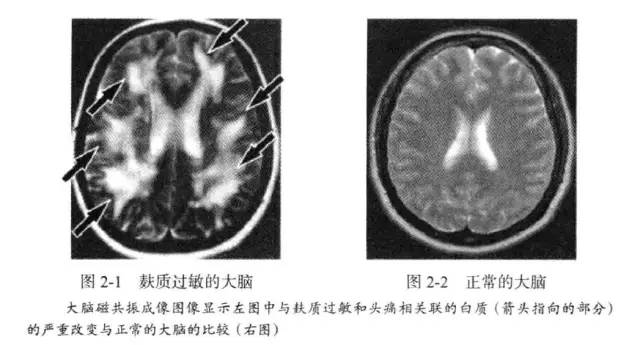 图 2-1 麸质过敏的大脑
图 2-2 正常的大脑
大脑磁共振成像图像显示左图中与麸质过敏和头痛相关联的白质（箭头指向的部分）
的严重改变与正常的大脑的比较（右图）